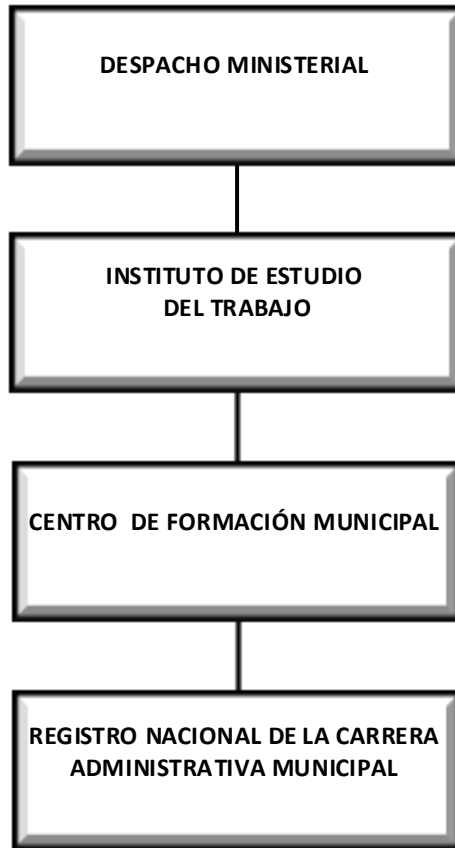 DESPACHO MINISTERIAL
INSTITUTO DE ESTUDIO
DEL TRABAJO
CENTRO DE FORMACIÓN MUNICIPAL
REGISTRO NACIONAL DE LA CARRERA
ADMINISTRATIVA MUNICIPAL